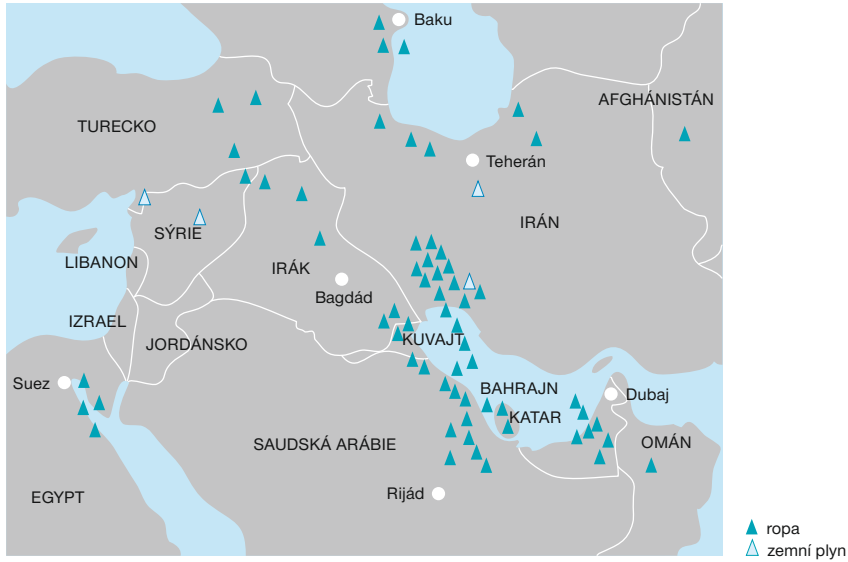 Baku
AFGHÁNISTÁN
TURECKO
Teherán
IRÁN
SÝRIE
LIBANON
IRÁK
Bagdád
IZRAEL
JORDÁNSKO
KUVAJT
Suez
BAHRAJN
Dubaj
KATAR
SAUDSKÁ ARÁBIE
OMÁN
EGYPT
Rijád
ropa
zemní plyn